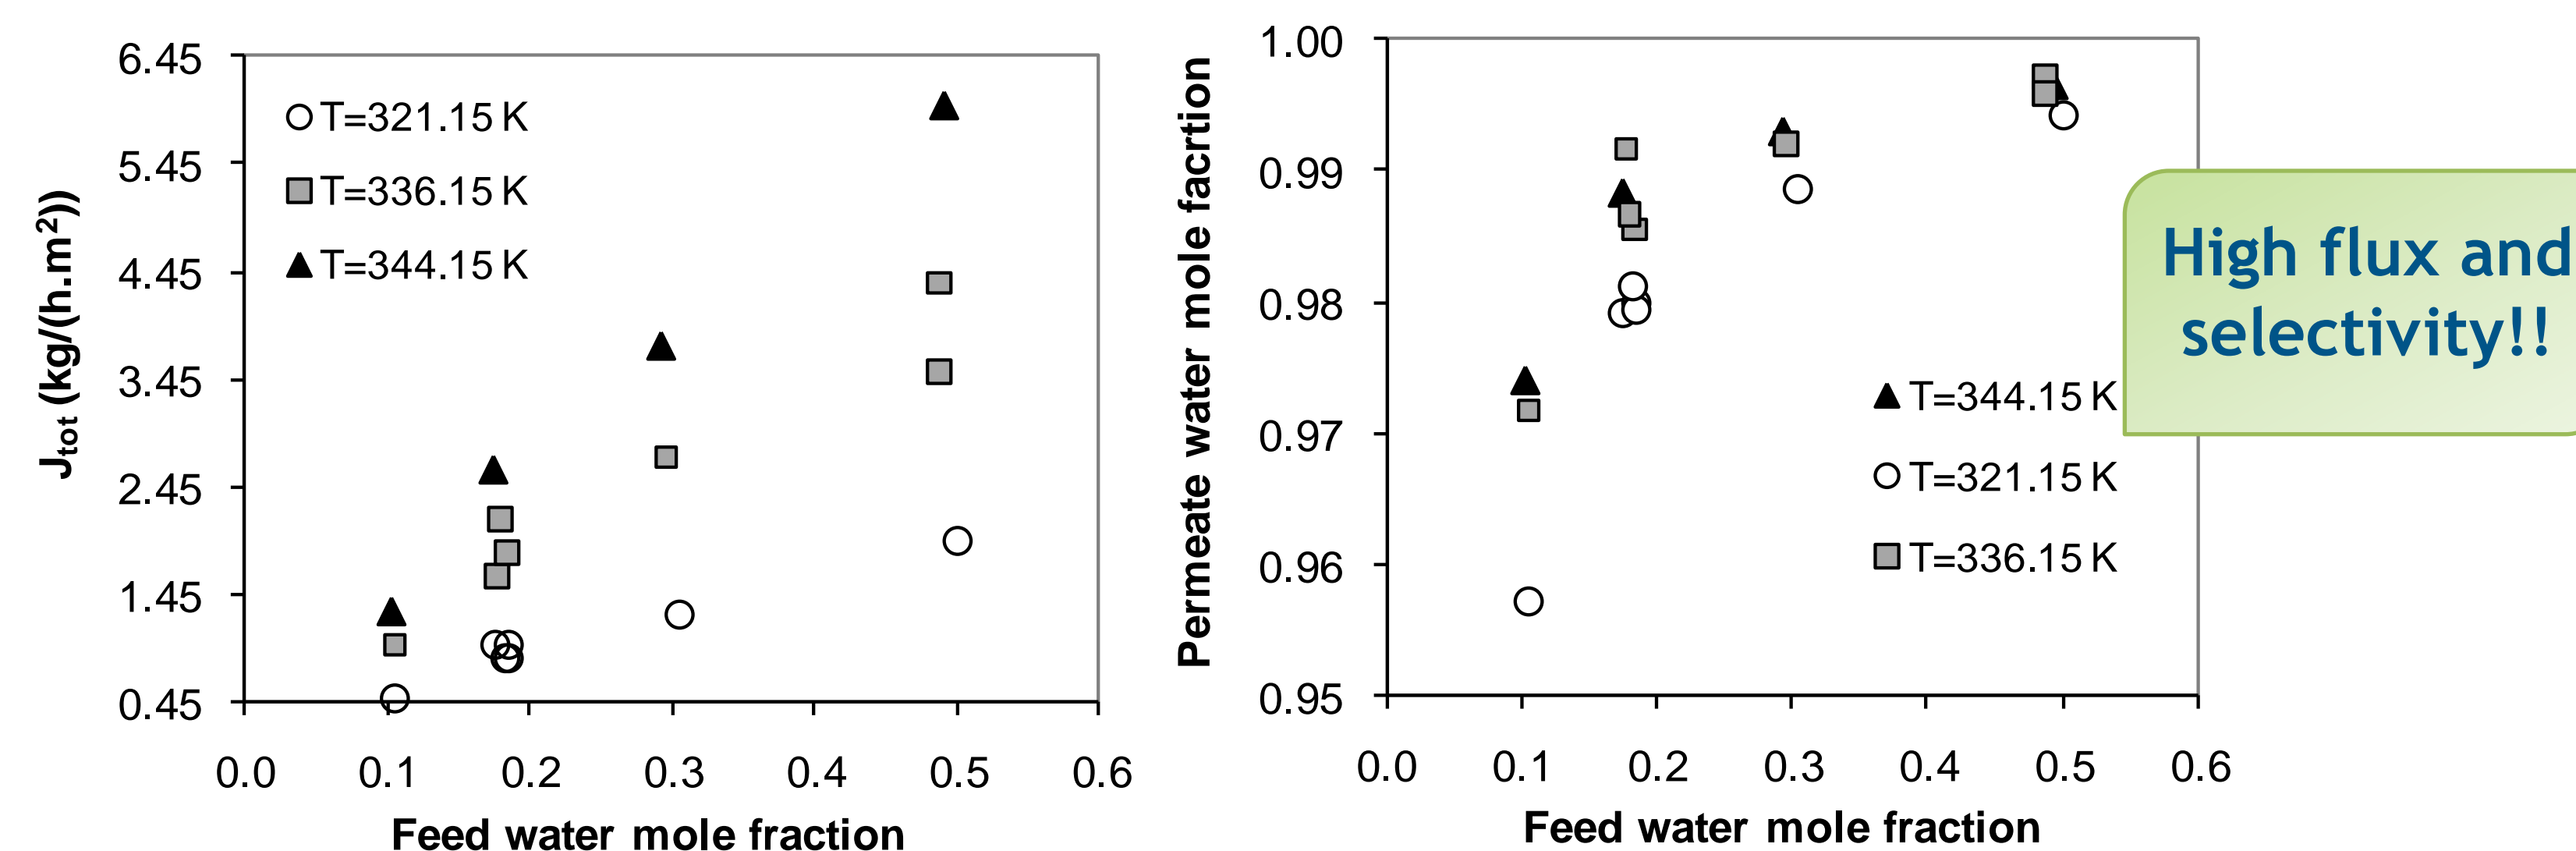 6.45
5.45
4.45
3.45
2.45
1.45
0.45
J_tot (kg/(h.m²))
T=321.15 K
T=336.15 K
T=344.15 K
0.0 0.1 0.2 0.3 0.4 0.5 0.6
Feed water mole fraction
1.00
0.99
0.98
0.97
0.96
0.95
Permeate water mole facrtion
T=344.15 K
T=321.15 K
T=336.15 K
0.0 0.1 0.2 0.3 0.4 0.5 0.6
Feed water mole fraction
High flux and
selectivity!!